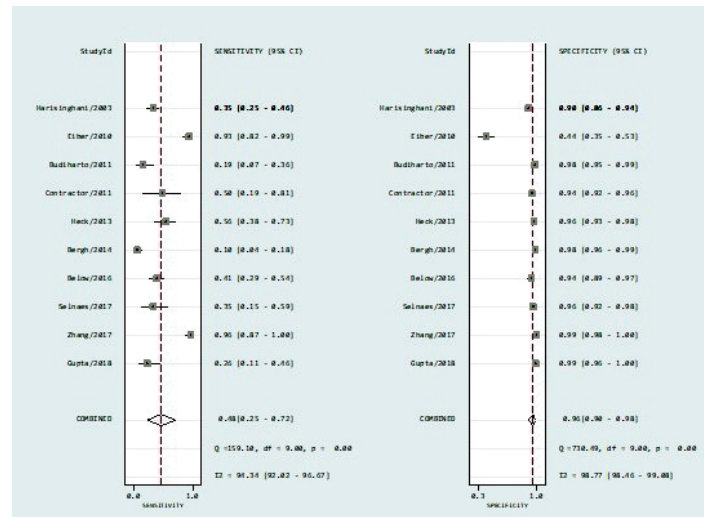 StudyId SENSITIVITY (95% CI)
Harisinghani/2003 0.35 [0.25 - 0.46]
Eiber/2010 0.93 [0.82 - 0.99]
Budiharto/2011 0.19 [0.07 - 0.36]
Contractor/2011 0.50 [0.19 - 0.81]
Heck/2013 0.56 [0.38 - 0.73]
Bergh/2014 0.10 [0.04 - 0.18]
Below/2016 0.41 [0.29 - 0.54]
Selnaes/2017 0.35 [0.15 - 0.59]
Zhang/2017 0.96 [0.87 - 1.00]
Gupta/2018 0.26 [0.11 - 0.46]
COMBINED 0.48[0.25 - 0.72]
Q =159.10, df = 9.00, p = 0.00
I2 = 94.34 [92.02 - 96.67]
0.0 1.0
SENSITIVITY
StudyId SPECIFICITY (95% CI)
Harisinghani/2003 0.90 [0.86 - 0.94]
Eiber/2010 0.44 [0.35 - 0.53]
Budiharto/2011 0.98 [0.95 - 0.99]
Contractor/2011 0.94 [0.92 - 0.96]
Heck/2013 0.96 [0.93 - 0.98]
Bergh/2014 0.98 [0.96 - 0.99]
Below/2016 0.94 [0.89 - 0.97]
Selnaes/2017 0.96 [0.92 - 0.98]
Zhang/2017 0.99 [0.98 - 1.00]
Gupta/2018 0.99 [0.96 - 1.00]
COMBINED 0.96[0.90 - 0.98]
Q =730.49, df = 9.00, p = 0.00
I2 = 98.77 [98.46 - 99.08]
0.3 1.0
SPECIFICITY